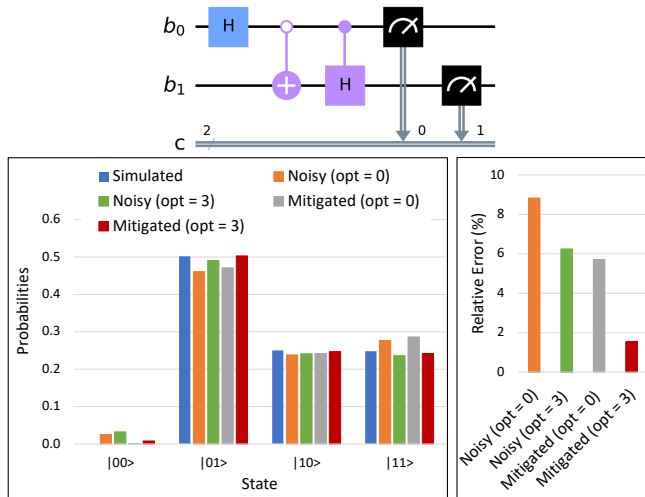 b0
H
b1
H
2
0
1
c
Simulated
Noisy (opt = 0)
Noisy (opt = 3)
Mitigated (opt = 0)
Mitigated (opt = 3)
0.6
0.5
0.4
0.3
0.2
0.1
0.0
Probabilities
|00>
|01>
|10>
|11>
State
10
8
6
4
2
0
Relative Error (%)
Noisy (opt = 0)
Noisy (opt = 3)
Mitigated (opt = 0)
Mitigated (opt = 3)